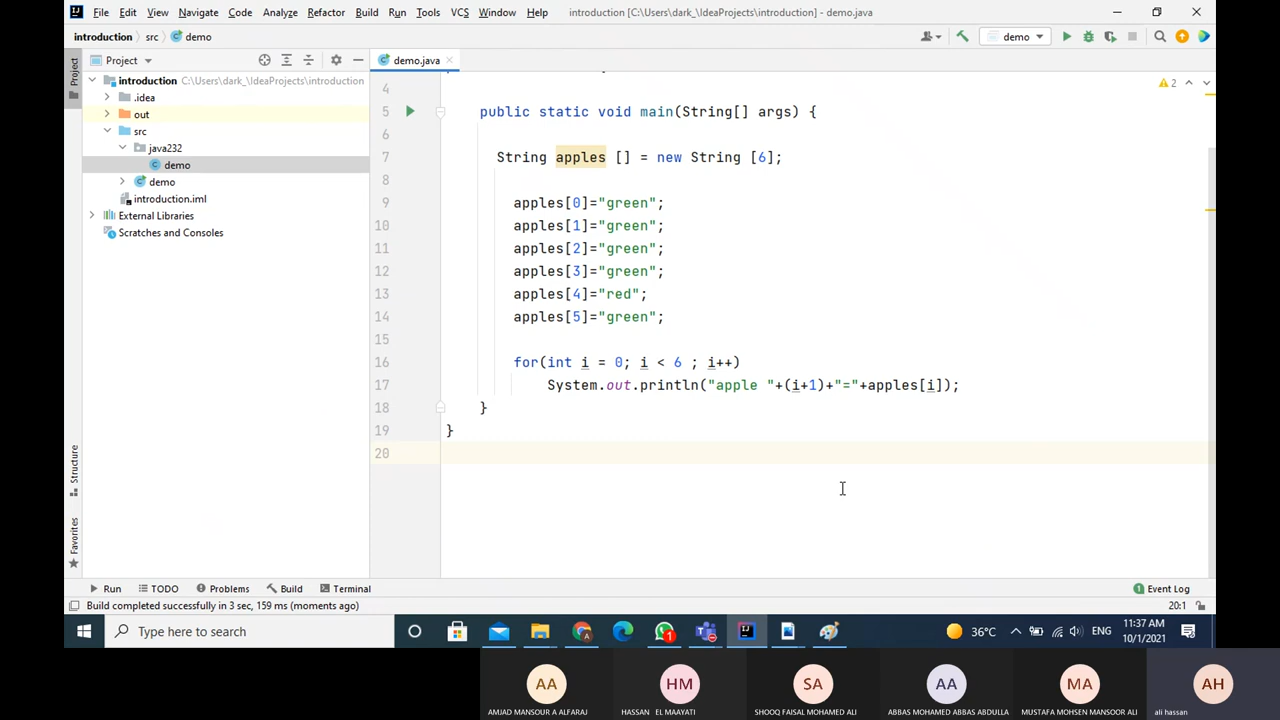 File Edit View Navigate Code Analyze Refactor Build Run Tools VCS Window Help introduction [C:\Users\dark_\IdeaProjects\introduction] - demo.java
introduction src demo
demo
Project
demo.java
introduction C:\Users\dark_\IdeaProjects\introduction
.idea
out
src
java232
demo
demo
introduction.iml
External Libraries
Scratches and Consoles
Project
Structure
Favorites
2
4
5 public static void main(String[] args) {
6
7 String apples [] = new String [6];
8
9 apples[0]="green";
10 apples[1]="green";
11 apples[2]="green";
12 apples[3]="green";
13 apples[4]="red";
14 apples[5]="green";
15
16 for(int i = 0; i < 6 ; i++)
17 System.out.println("apple "+(i+1)+"="+apples[i]);
18 }
19 }
20
Run TODO Problems Build Terminal 1 Event Log
Build completed successfully in 3 sec, 159 ms (moments ago) 20:1
Type here to search
1
36°C
ENG
11:37 AM
10/1/2021
AA HM SA AA MA AH
AMJAD MANSOUR A ALFARAJ HASSAN EL MAAYATI SHOOQ FAISAL MOHAMED ALI ABBAS MOHAMED ABBAS ABDULLA MUSTAFA MOHSEN MANSOOR ALI ali hassan